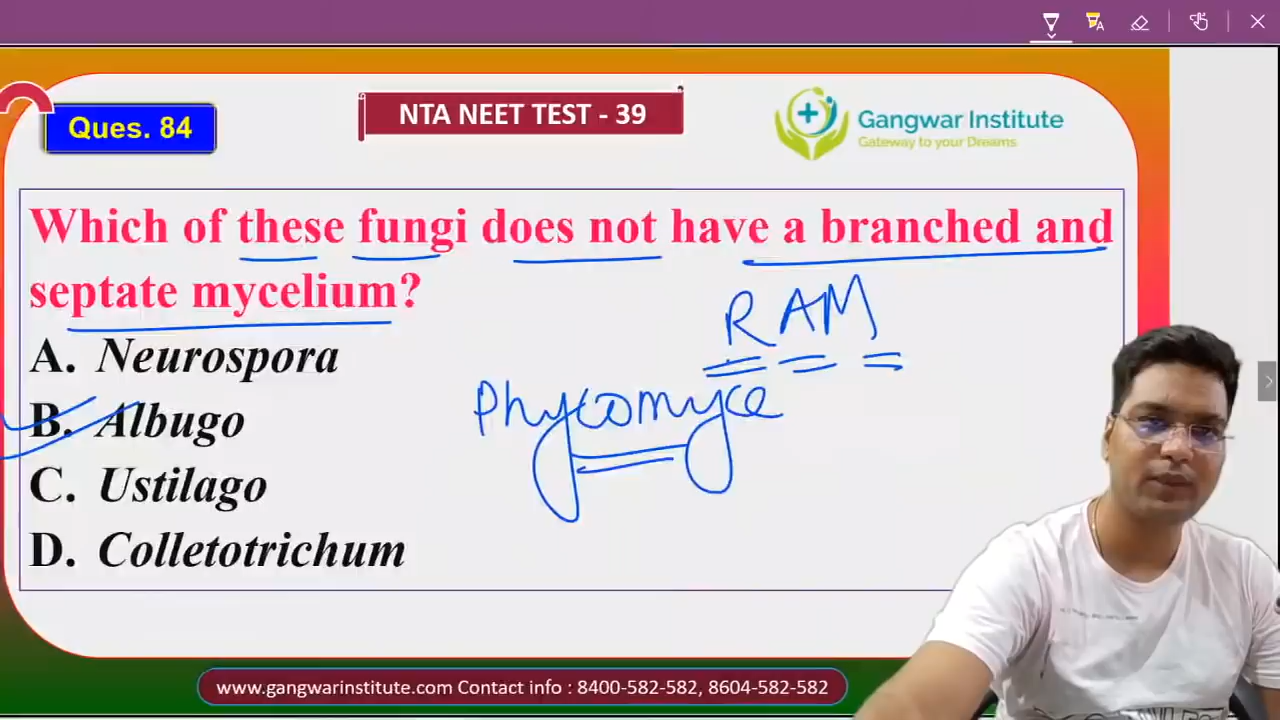 Ques. 84
NTA NEET TEST - 39
Gangwar Institute
Gateway to your Dreams
Which of these fungi does not have a branched and
septate mycelium?
RAM
A. Neurospora
Phycomyce
B. Albugo
C. Ustilago
D. Colletotrichum
www.gangwarinstitute.com Contact info : 8400-582-582, 8604-582-582